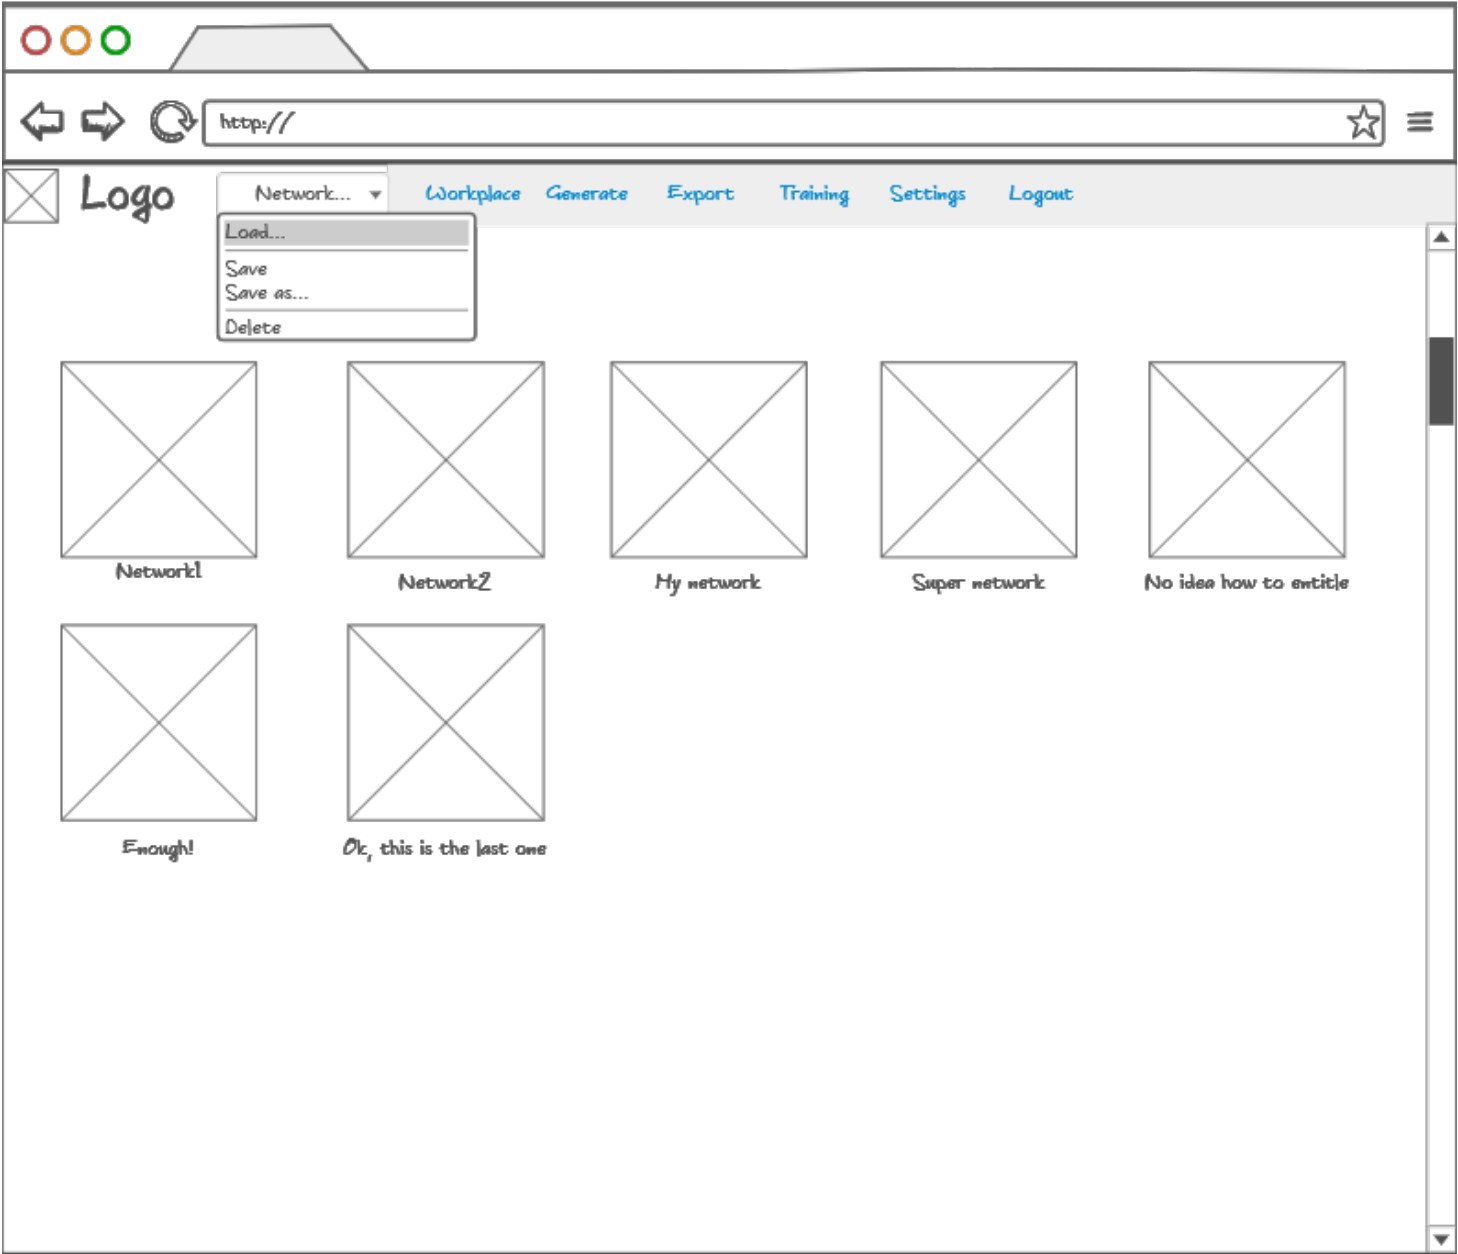 http://
Logo
Network...
Workplace
Generate
Export
Training
Settings
Logout
Load...
Save
Save as...
Delete
Network1
Network2
My network
Super network
No idea how to entitle
Enough!
Ok, this is the last one